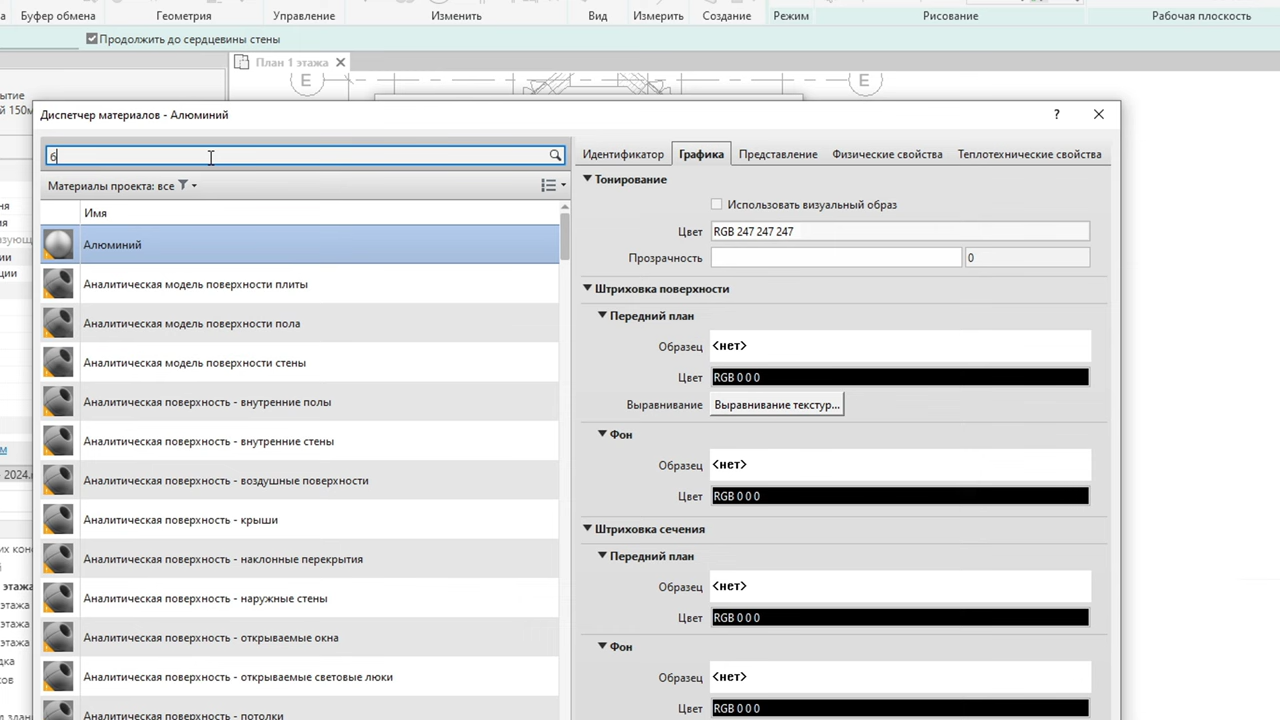 Буфер обмена
Геометрия
Управление
Изменить
Вид
Измерить
Создание
Режим
Рисование
Рабочая плоскость
Продолжить до сердцевины стены
План 1 этажа
E
E
Диспетчер материалов - Алюминий
?
б
Материалы проекта: все
Имя
Алюминий
Аналитическая модель поверхности плиты
Аналитическая модель поверхности пола
Аналитическая модель поверхности стены
Аналитическая поверхность - внутренние полы
Аналитическая поверхность - внутренние стены
Аналитическая поверхность - воздушные поверхности
Аналитическая поверхность - крыши
Аналитическая поверхность - наклонные перекрытия
Аналитическая поверхность - наружные стены
Аналитическая поверхность - открываемые окна
Аналитическая поверхность - открываемые световые люки
Аналитическая поверхность - потолки
Идентификатор
Графика
Представление
Физические свойства
Теплотехнические свойства
Тонирование
Использовать визуальный образ
Цвет RGB 247 247 247
Прозрачность 0
Штриховка поверхности
Передний план
Образец <нет>
Цвет RGB 0 0 0
Выравнивание Выравнивание текстур...
Фон
Образец <нет>
Цвет RGB 0 0 0
Штриховка сечения
Передний план
Образец <нет>
Цвет RGB 0 0 0
Фон
Образец <нет>
Цвет RGB 0 0 0